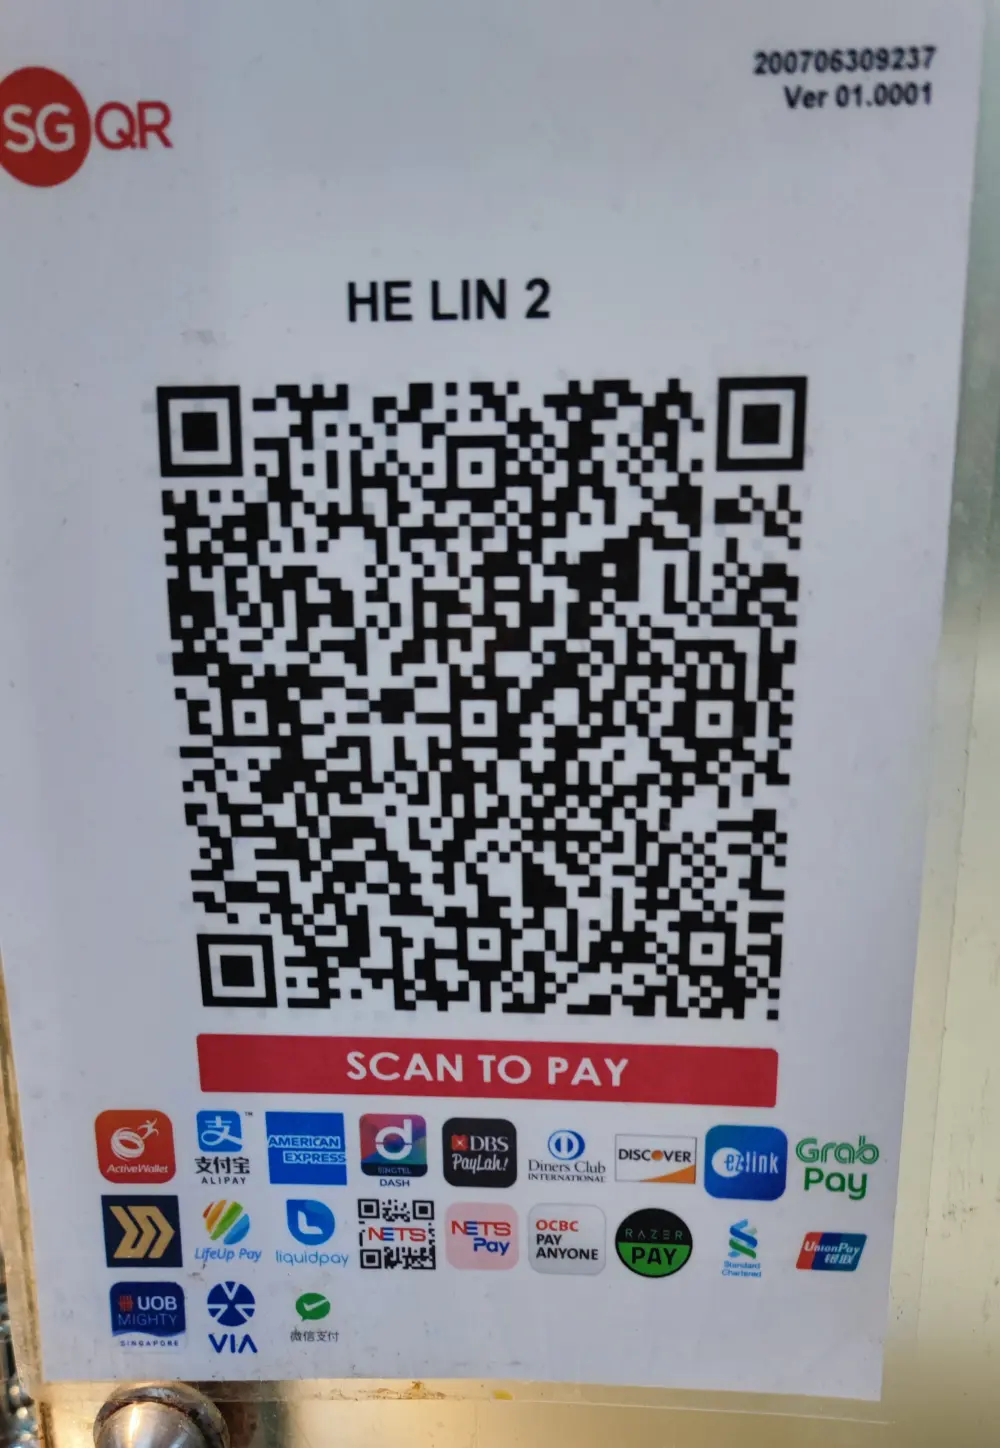 SGQR
200706309237
Ver 01.0001
HE LIN 2
SCAN TO PAY
ActiveWallet
支 支付宝 ALIPAY ™
AMERICAN EXPRESS
d SINGTEL DASH
DBS PayLah!
Diners Club INTERNATIONAL
DISCOVER
ez-link
Grab Pay
LifeUp Pay
liquidpay
NETS
NETS Pay
OCBC PAY ANYONE
RAZER PAY
Standard Chartered
UnionPay 银联
UOB MIGHTY SINGAPORE
VIA
微信支付